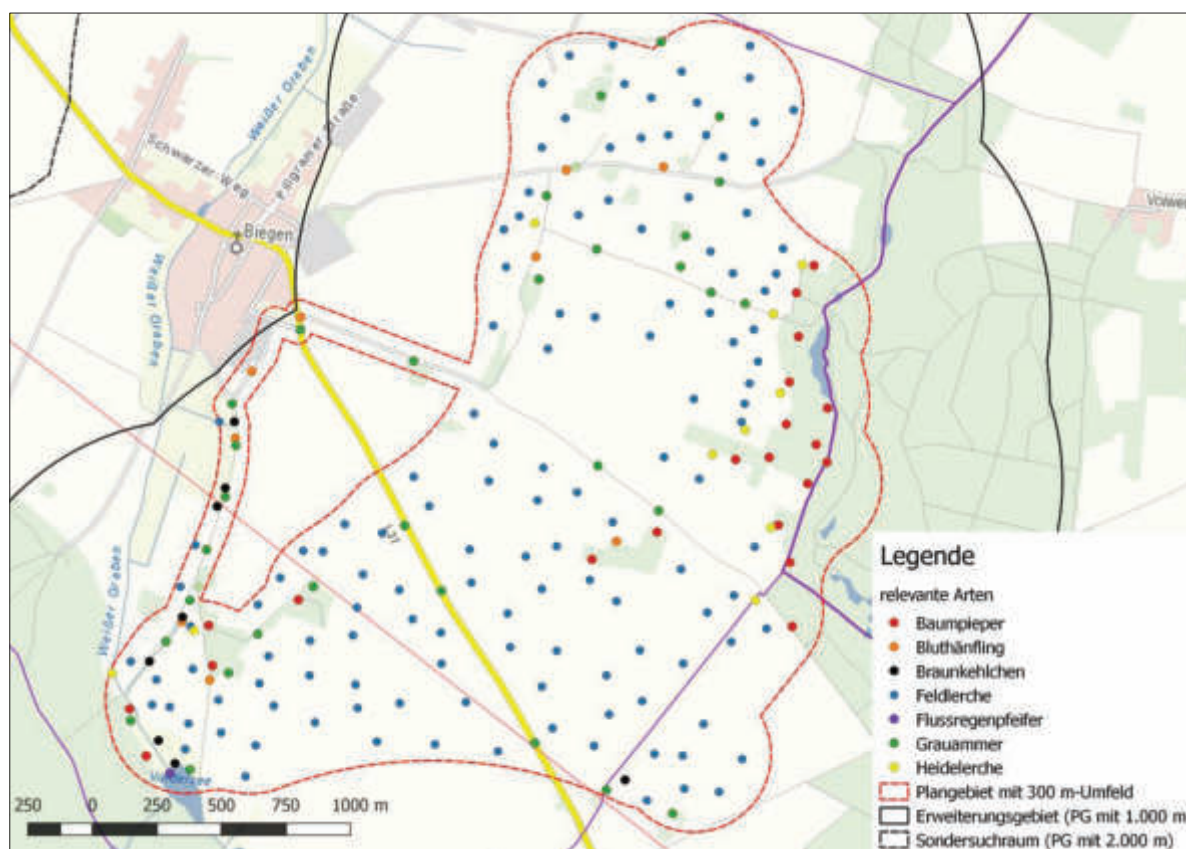 Weißer Graben
Schwarzer Weg
Pillgramer Straße
Biegen
Weißer Graben
Weißer Graben
L37
Legende
relevante Arten
Baumpieper
Bluthänfling
Braunkehlchen
Feldlerche
Flussregenpfeifer
Grauammer
Heidelerche
Plangebiet mit 300 m-Umfeld
Erweiterungsgebiet (PG mit 1.000 m
Sondersuchraum (PG mit 2.000 m)
250 0 250 500 750 1000 m